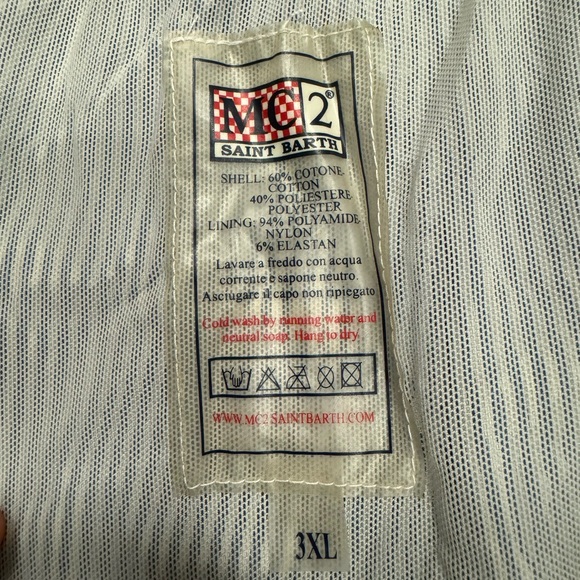 MC2®
SAINT BARTH
SHELL: 60% COTONE
COTTON
40% POLIESTERE
POLYESTER
LINING: 94% POLYAMIDE
NYLON
6% ELASTAN
Lavare a freddo con acqua
corrente e sapone neutro.
Asciugare il capo non ripiegato
Cold wash by running water and
neutral soap. Hang to dry
WWW.MC2SAINTBARTH.COM
3XL